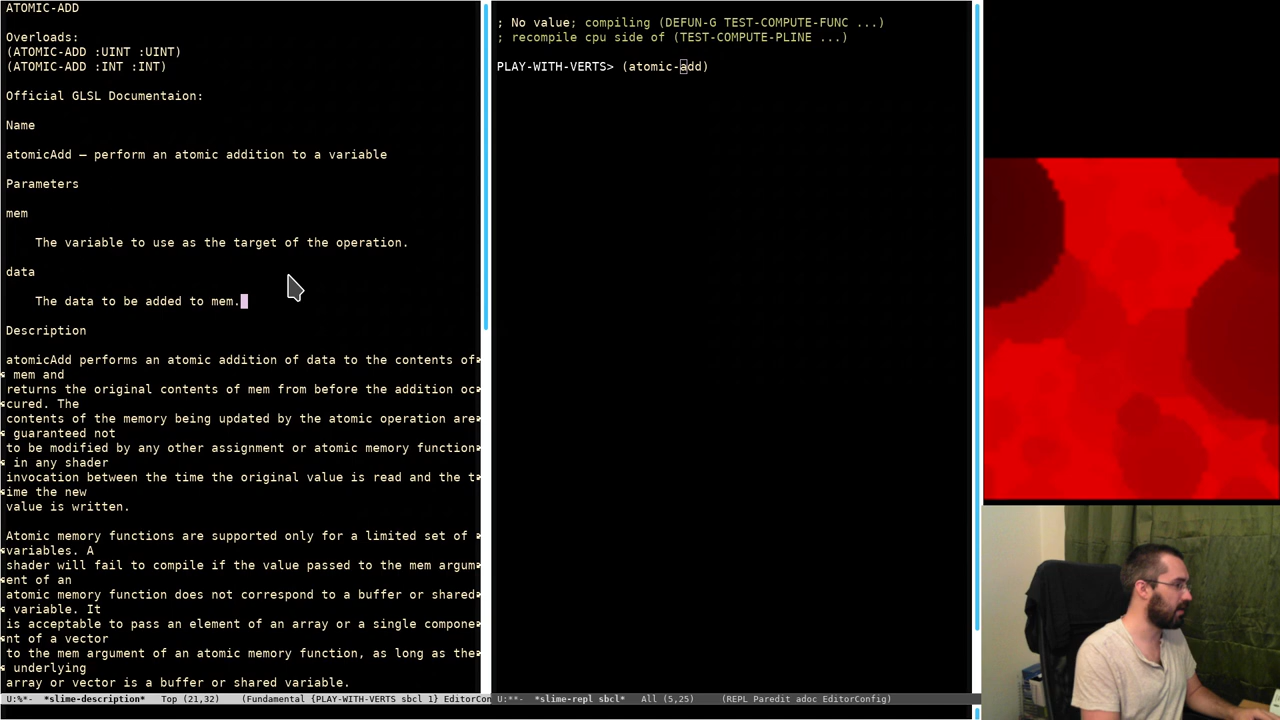 ATOMIC-ADD
Overloads:
(ATOMIC-ADD :UINT :UINT)
(ATOMIC-ADD :INT :INT)
Official GLSL Documentaion:
Name
atomicAdd — perform an atomic addition to a variable
Parameters
mem
The variable to use as the target of the operation.
data
The data to be added to mem.
Description
atomicAdd performs an atomic addition of data to the contents of
mem and
returns the original contents of mem from before the addition oc
cured. The
contents of the memory being updated by the atomic operation are
guaranteed not
to be modified by any other assignment or atomic memory function
in any shader
invocation between the time the original value is read and the t
ime the new
value is written.
Atomic memory functions are supported only for a limited set of
variables. A
shader will fail to compile if the value passed to the mem argum
ent of an
atomic memory function does not correspond to a buffer or shared
variable. It
is acceptable to pass an element of an array or a single compone
nt of a vector
to the mem argument of an atomic memory function, as long as the
underlying
array or vector is a buffer or shared variable.
U:%*- *slime-description* Top (21,32) (Fundamental {PLAY-WITH-VERTS sbcl 1} EditorCon
; No value; compiling (DEFUN-G TEST-COMPUTE-FUNC ...)
; recompile cpu side of (TEST-COMPUTE-PLINE ...)
PLAY-WITH-VERTS> (atomic-add)
U:**- *slime-repl sbcl* All (5,25) (REPL Paredit adoc EditorConfig)